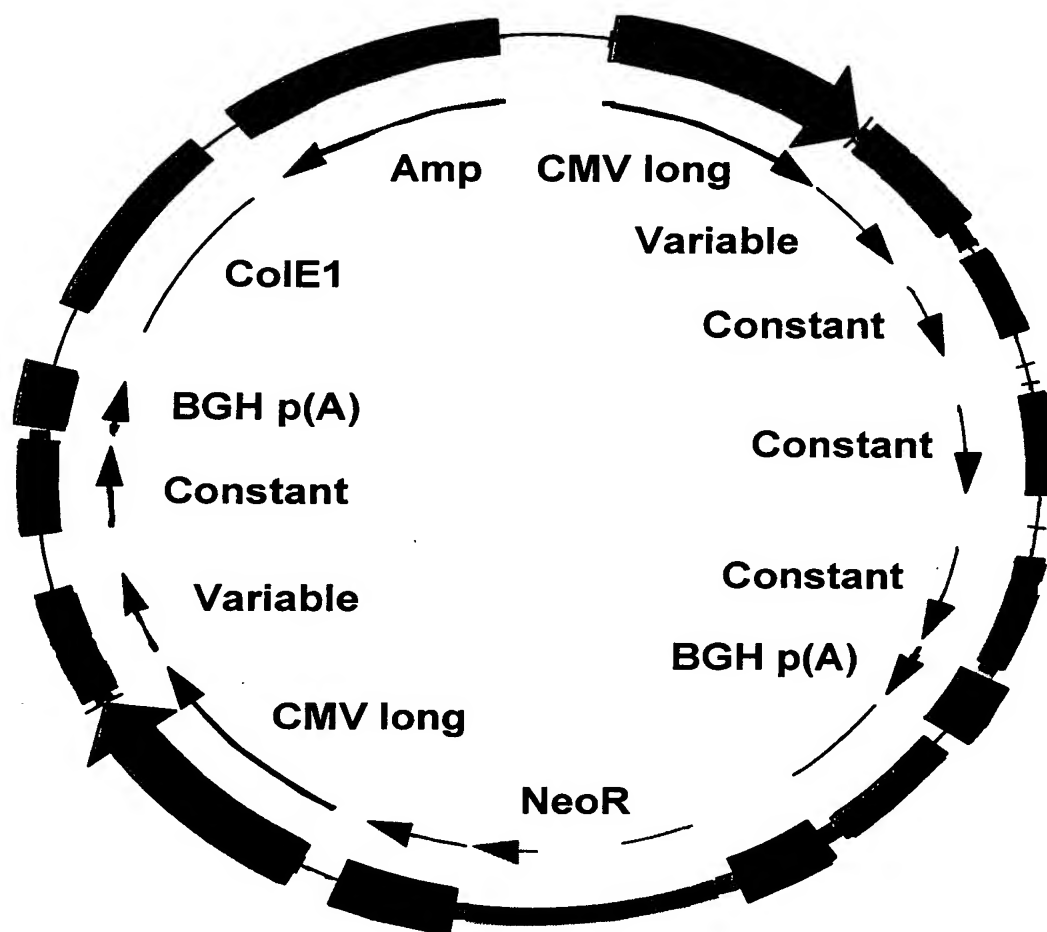 Amp
CMV long
Variable
ColE1
Constant
BGH p(A)
Constant
Constant
Constant
Variable
BGH p(A)
CMV long
NeoR